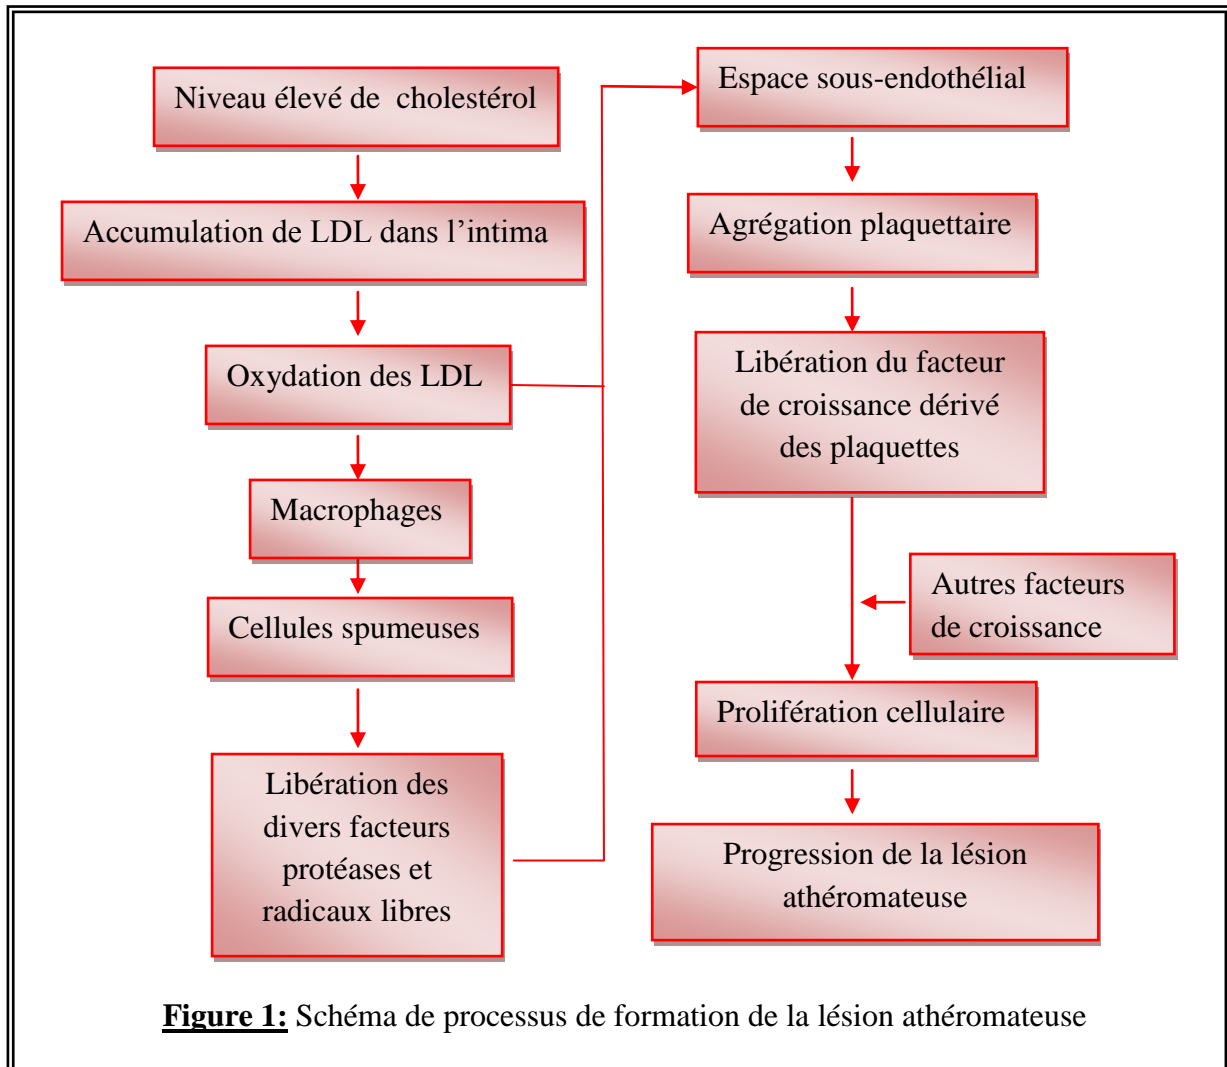 Niveau élevé de cholestérol
Accumulation de LDL dans l’intima
Oxydation des LDL
Macrophages
Cellules spumeuses
Libération des
divers facteurs
protéases et
radicaux libres
Espace sous-endothélial
Agrégation plaquettaire
Libération du facteur
de croissance dérivé
des plaquettes
Autres facteurs
de croissance
Prolifération cellulaire
Progression de la lésion
athéromateuse
Figure 1: Schéma de processus de formation de la lésion athéromateuse